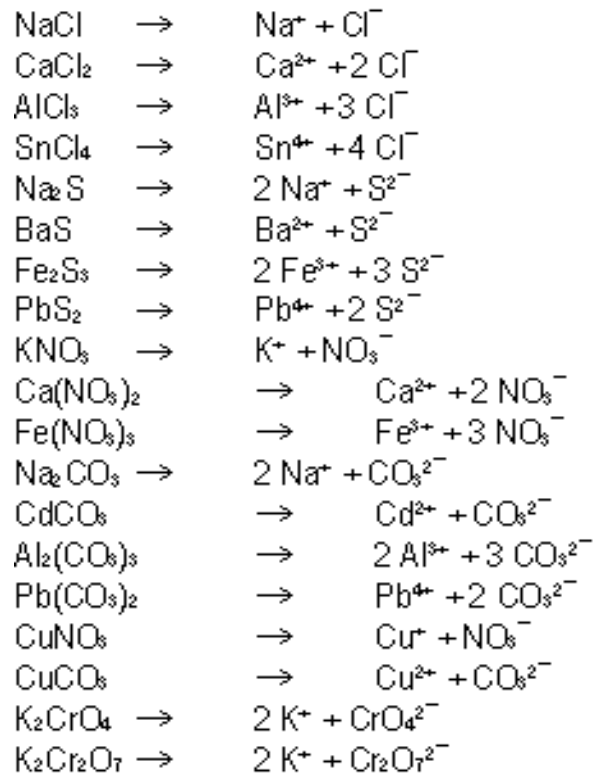 NaCl → Na⁺ + Cl⁻
CaCl₂ → Ca²⁺ + 2 Cl⁻
AlCl₃ → Al³⁺ + 3 Cl⁻
SnCl₄ → Sn⁴⁺ + 4 Cl⁻
Na₂S → 2 Na⁺ + S²⁻
BaS → Ba²⁺ + S²⁻
Fe₂S₃ → 2 Fe³⁺ + 3 S²⁻
PbS₂ → Pb⁴⁺ + 2 S²⁻
KNO₃ → K⁺ + NO₃⁻
Ca(NO₃)₂ → Ca²⁺ + 2 NO₃⁻
Fe(NO₃)₃ → Fe³⁺ + 3 NO₃⁻
Na₂CO₃ → 2 Na⁺ + CO₃²⁻
CdCO₃ → Cd²⁺ + CO₃²⁻
Al₂(CO₃)₃ → 2 Al³⁺ + 3 CO₃²⁻
Pb(CO₃)₂ → Pb⁴⁺ + 2 CO₃²⁻
CuNO₃ → Cu⁺ + NO₃⁻
CuCO₃ → Cu²⁺ + CO₃²⁻
K₂CrO₄ → 2 K⁺ + CrO₄²⁻
K₂Cr₂O₇ → 2 K⁺ + Cr₂O₇²⁻